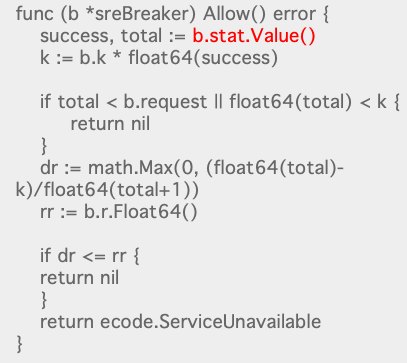 func (b *sreBreaker) Allow() error {
success, total := b.stat.Value()
k := b.k * float64(success)
if total < b.request || float64(total) < k {
return nil
}
dr := math.Max(0, (float64(total)-
k)/float64(total+1))
rr := b.r.Float64()
if dr <= rr {
return nil
}
return ecode.ServiceUnavailable
}